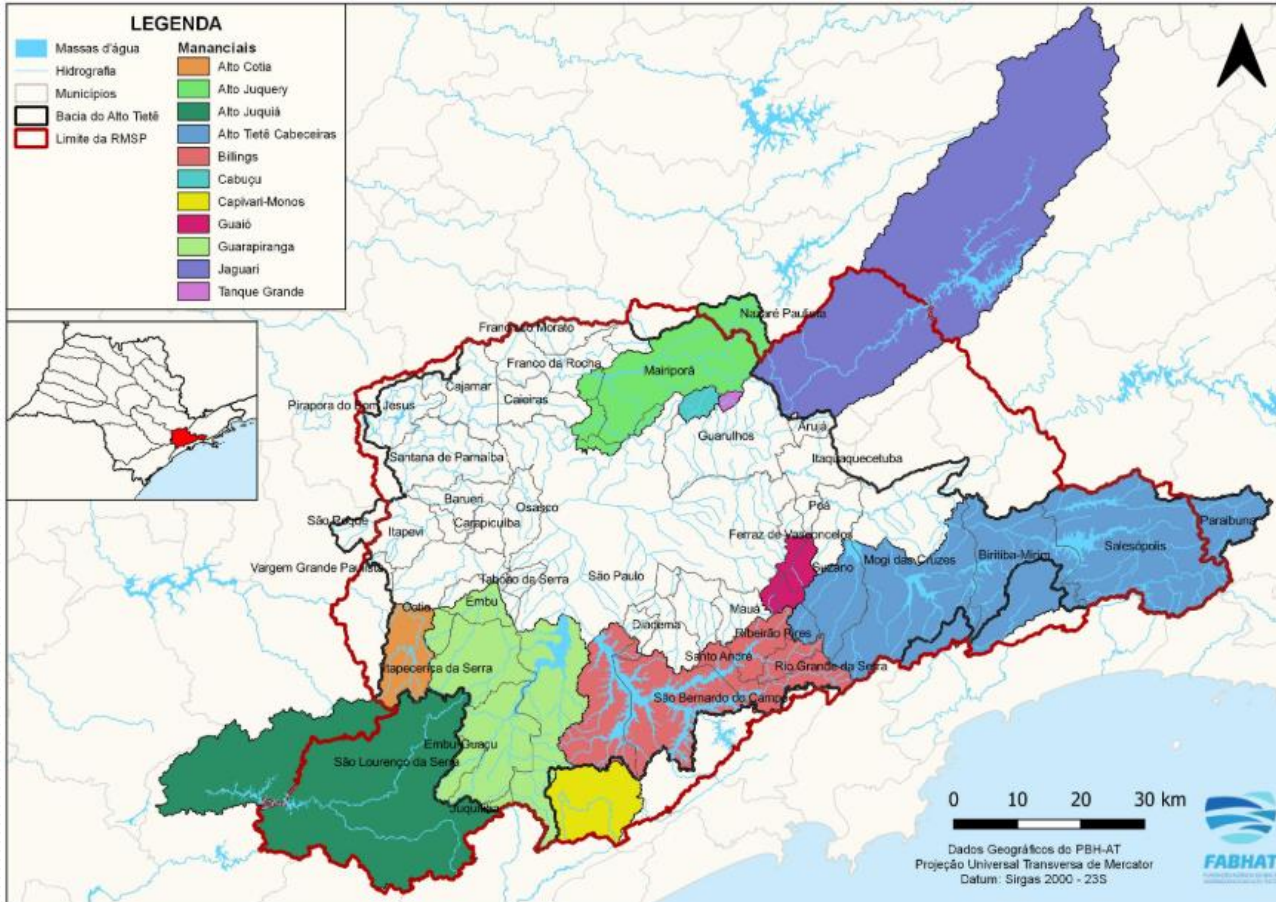 LEGENDA
Massas d'água
Hidrografia
Municípios
Bacia do Alto Tietê
Limite da RMSP
Mananciais
Alto Cotia
Alto Juquery
Alto Juquiá
Alto Tietê Cabeceiras
Billings
Cabuçu
Capivari-Monos
Guaió
Guarapiranga
Jaguari
Tanque Grande
Nazaré Paulista
Francisco Morato
Franco da Rocha
Mairiporã
Cajamar
Caieiras
Pirapora do Bom Jesus
Guarulhos
Arujá
Santana de Parnaíba
Itaquaquecetuba
Barueri
Osasco
Poá
São Roque
Itapevi
Carapicuíba
Ferraz de Vasconcelos
Paraibuna
Salesópolis
Biritiba-Mirim
Mogi das Cruzes
Suzano
Vargem Grande Paulista
Taboão da Serra
São Paulo
Cotia
Embu
Mauá
Diadema
Ribeirão Pires
Itapecerica da Serra
Santo André
Rio Grande da Serra
São Bernardo do Campo
Embu-Guaçu
São Lourenço da Serra
Juquitiba
0 10 20 30 km
Dados Geográficos do PBH-AT
Projeção Universal Transversa de Mercator
Datum: Sirgas 2000 - 23S
FABHAT